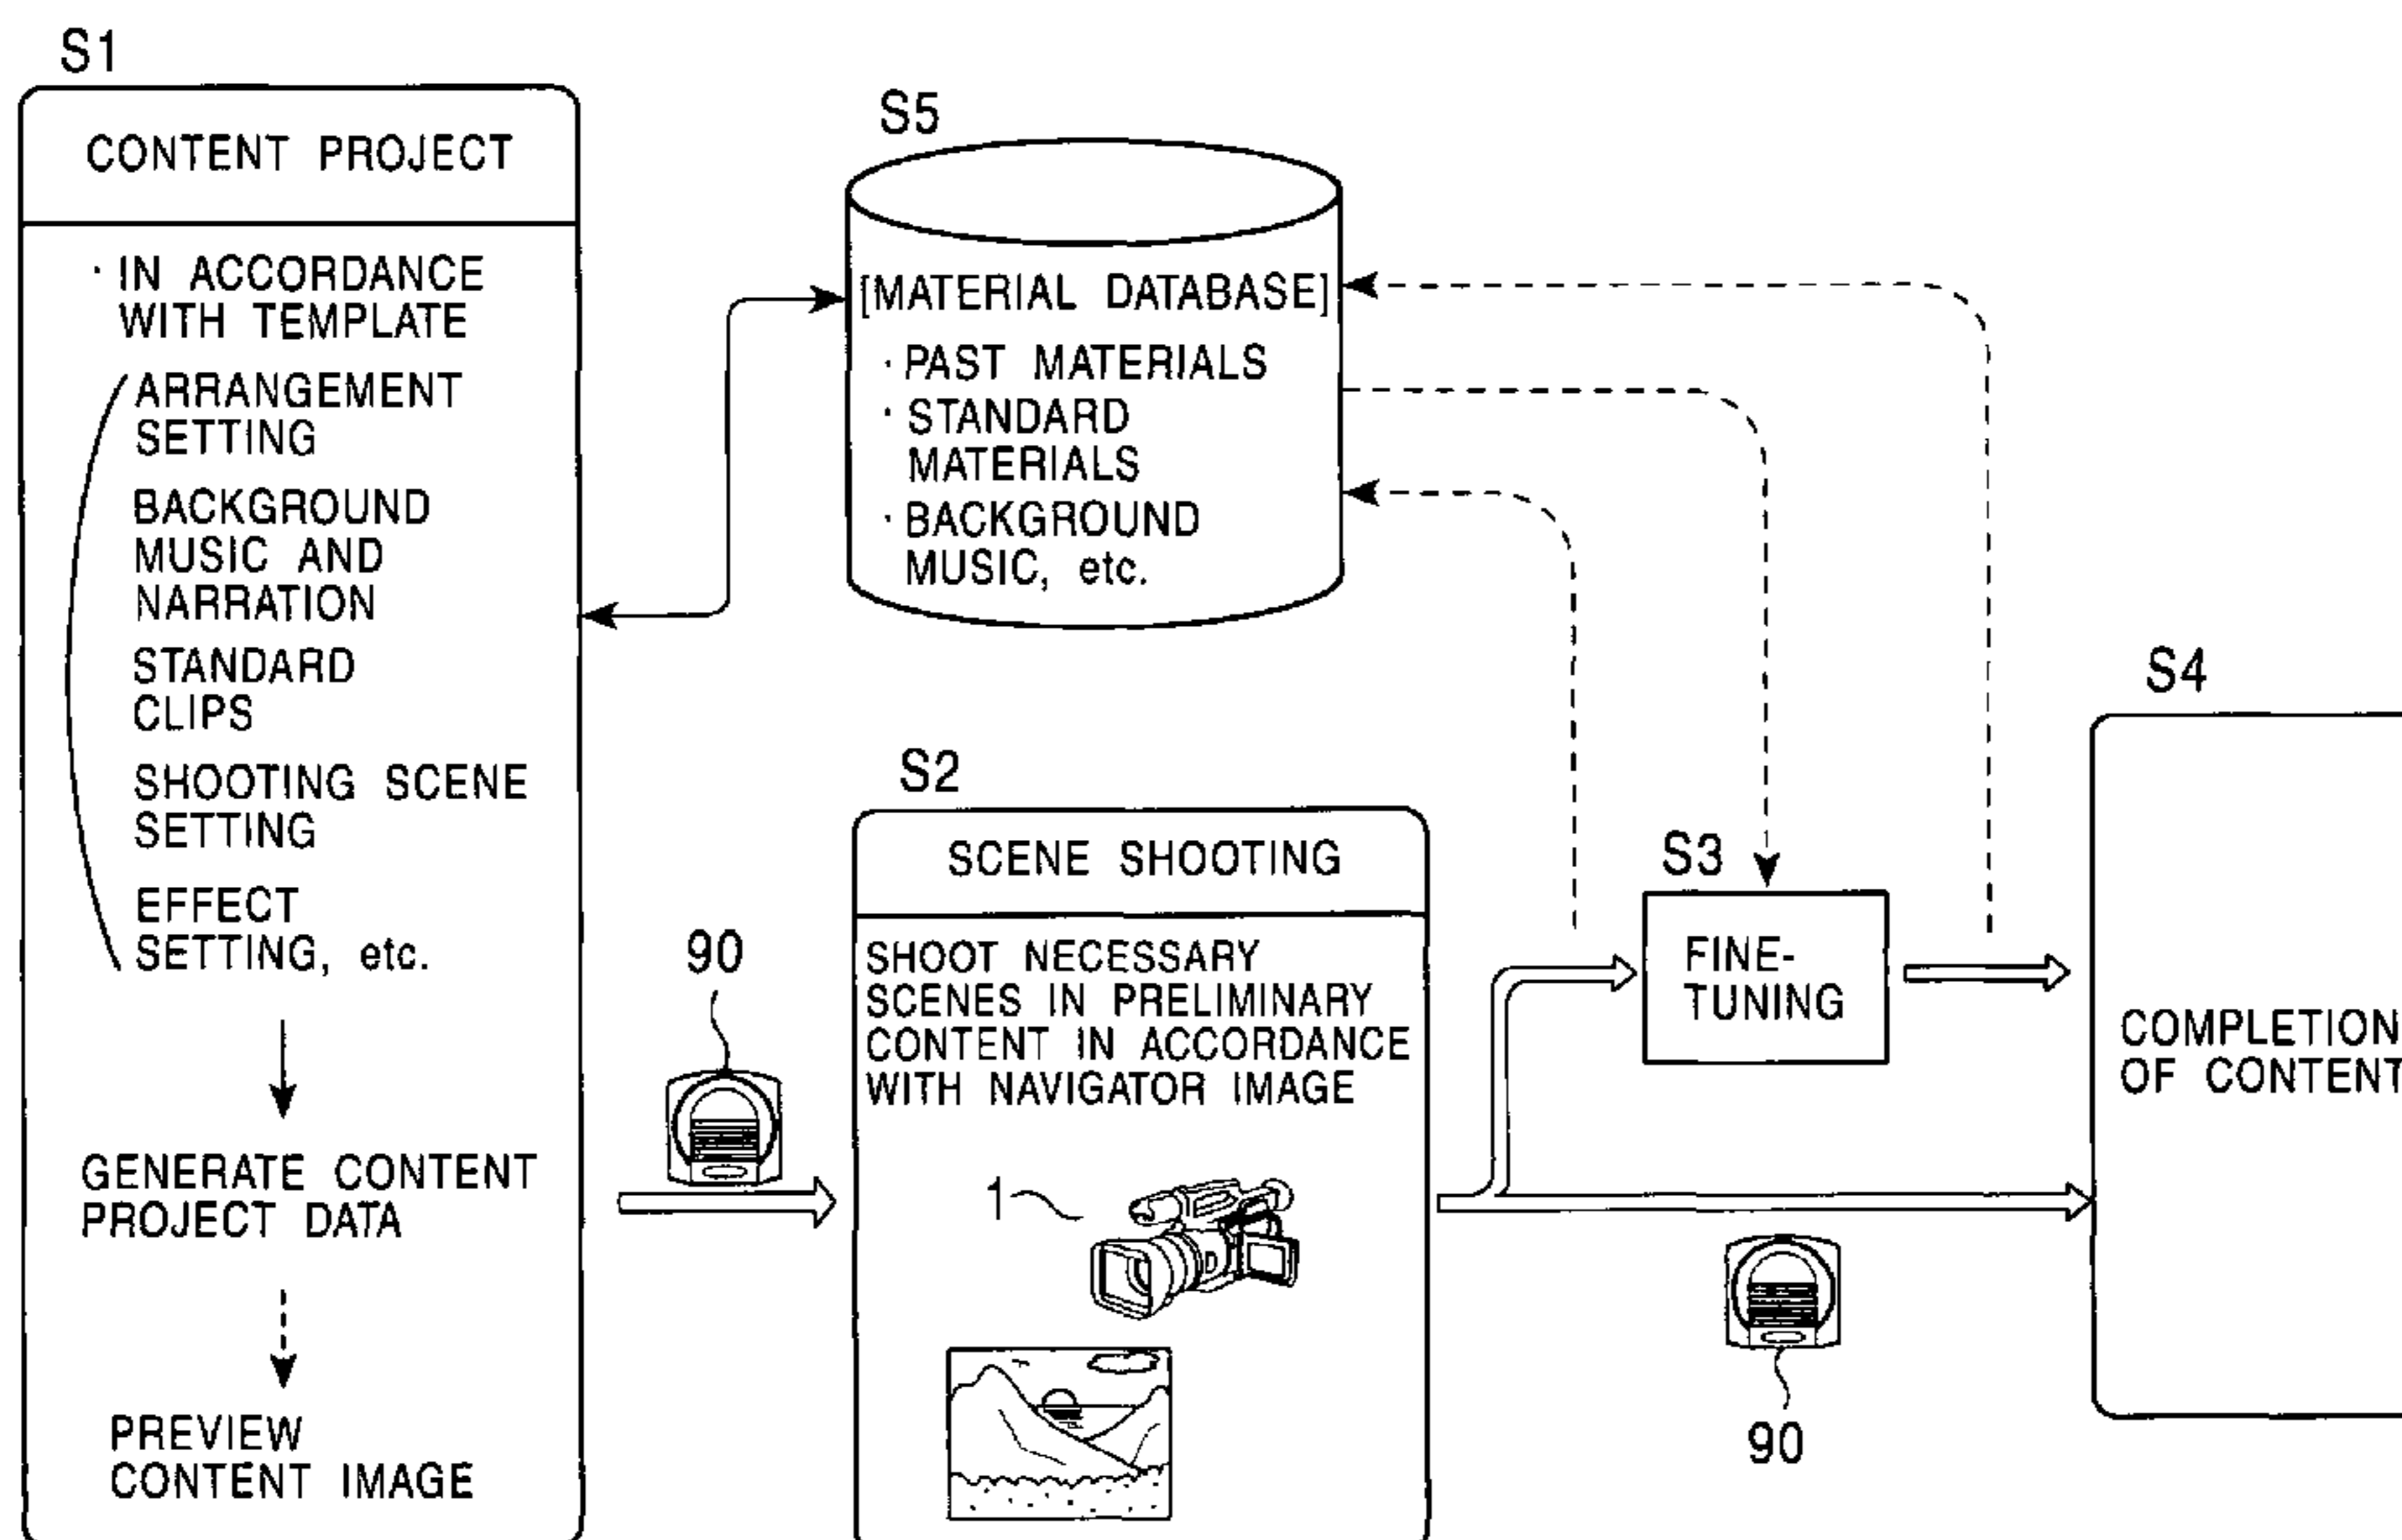 S1
CONTENT PROJECT
· IN ACCORDANCE
WITH TEMPLATE
ARRANGEMENT
SETTING
BACKGROUND
MUSIC AND
NARRATION
STANDARD
CLIPS
SHOOTING SCENE
SETTING
EFFECT
SETTING, etc.
GENERATE CONTENT
PROJECT DATA
PREVIEW
CONTENT IMAGE
90
S5
[MATERIAL DATABASE]
· PAST MATERIALS
· STANDARD
MATERIALS
· BACKGROUND
MUSIC, etc.
S2
SCENE SHOOTING
SHOOT NECESSARY
SCENES IN PRELIMINARY
CONTENT IN ACCORDANCE
WITH NAVIGATOR IMAGE
1
S3
FINE-
TUNING
90
S4
COMPLETION
OF CONTENT